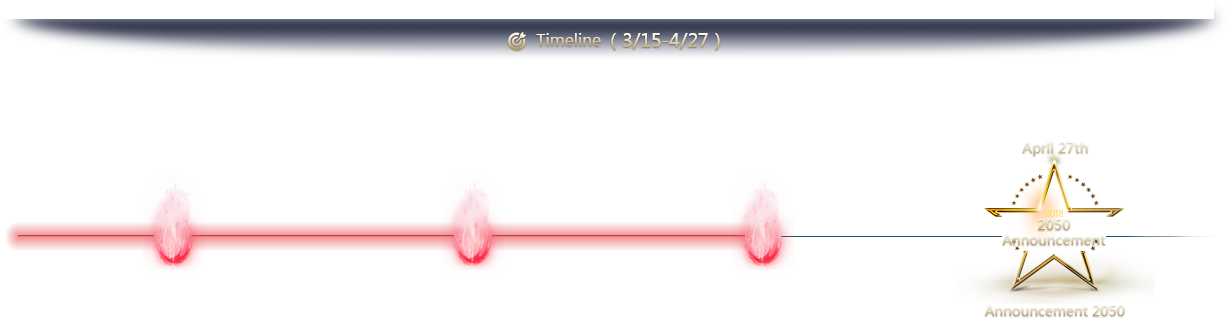 Timeline ( 3/15-4/27 )
April 27th
2050
Announcement
Announcement 2050